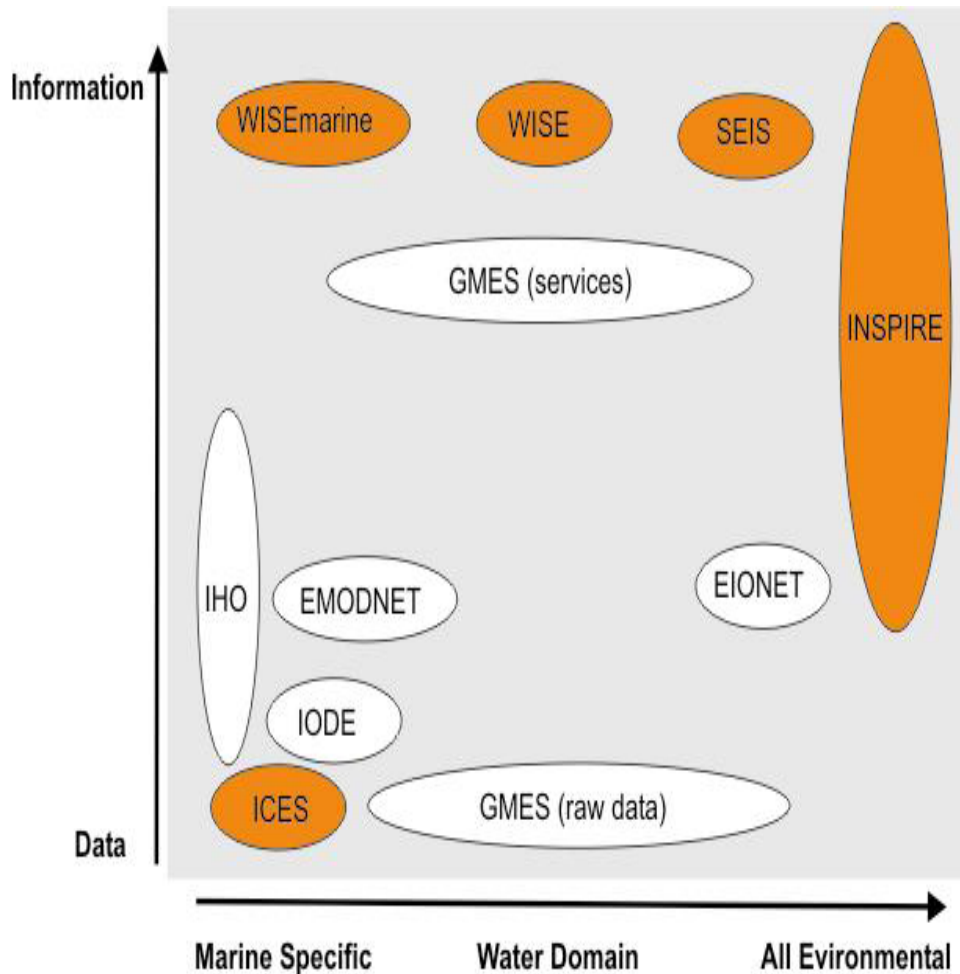 Information
WISEmarine
WISE
SEIS
GMES (services)
INSPIRE
IHO
EMODNET
EIONET
IODE
ICES
GMES (raw data)
Data
Marine Specific
Water Domain
All Evironmental